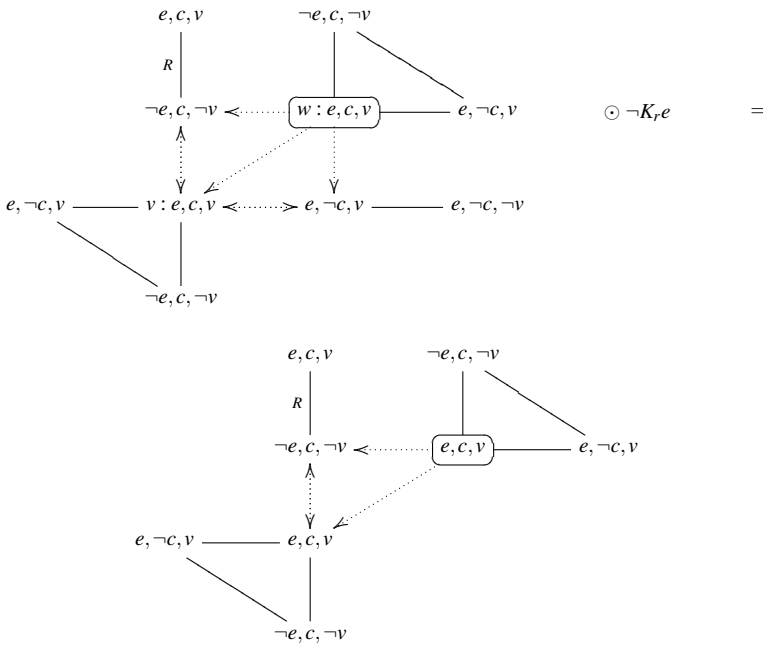 e, c, v ¬e, c, ¬v
R
¬e, c, ¬v w : e, c, v e, ¬c, v ⊙ ¬K_r e =
e, ¬c, v v : e, c, v e, ¬c, v e, ¬c, ¬v
¬e, c, ¬v
e, c, v ¬e, c, ¬v
R
¬e, c, ¬v e, c, v e, ¬c, v
e, ¬c, v e, c, v
¬e, c, ¬v